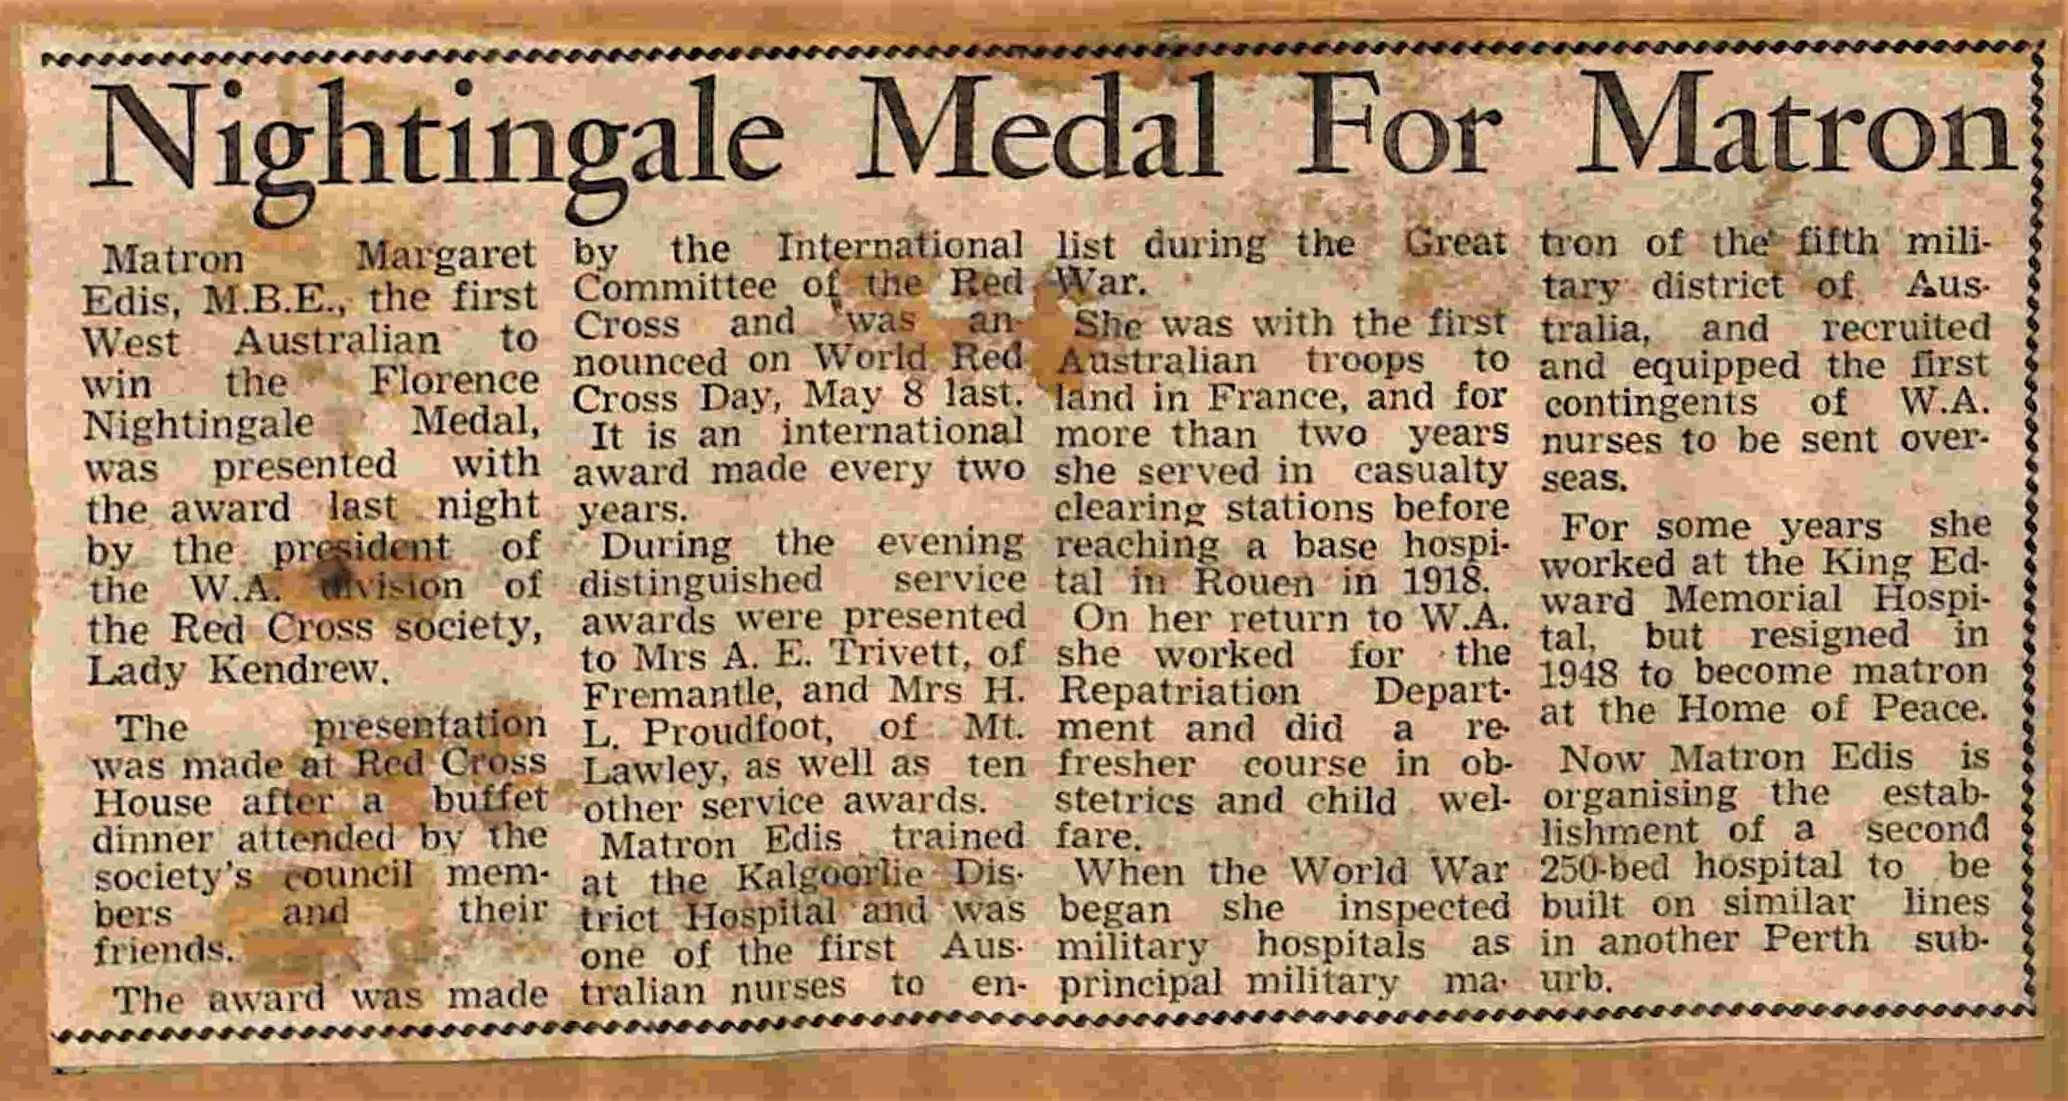 Nightingale Medal For Matron
Matron Margaret
Edis, M.B.E., the first
West Australian to
win the Florence
Nightingale Medal,
was presented with
the award last night
by the president of
the W.A. division of
the Red Cross society,
Lady Kendrew.
The presentation
was made at Red Cross
House after a buffet
dinner attended by the
society's council mem-
bers and their
friends.
The award was made
by the International
Committee of the Red
Cross and was an-
nounced on World Red
Cross Day, May 8 last.
It is an international
award made every two
years.
During the evening
distinguished service
awards were presented
to Mrs A. E. Trivett, of
Fremantle, and Mrs H.
L. Proudfoot, of Mt.
Lawley, as well as ten
other service awards.
Matron Edis trained
at the Kalgoorlie Dis-
trict Hospital and was
one of the first Aus-
tralian nurses to en-
list during the Great
War.
She was with the first
Australian troops to
land in France, and for
more than two years
she served in casualty
clearing stations before
reaching a base hospi-
tal in Rouen in 1918.
On her return to W.A.
she worked for the
Repatriation Depart-
ment and did a re-
fresher course in ob-
stetrics and child wel-
fare.
When the World War
began she inspected
military hospitals as
principal military ma-
tron of the fifth mili-
tary district of Aus-
tralia, and recruited
and equipped the first
contingents of W.A.
nurses to be sent over-
seas.
For some years she
worked at the King Ed-
ward Memorial Hospi-
tal, but resigned in
1948 to become matron
at the Home of Peace.
Now Matron Edis is
organising the estab-
lishment of a second
250-bed hospital to be
built on similar lines
in another Perth sub-
urb.